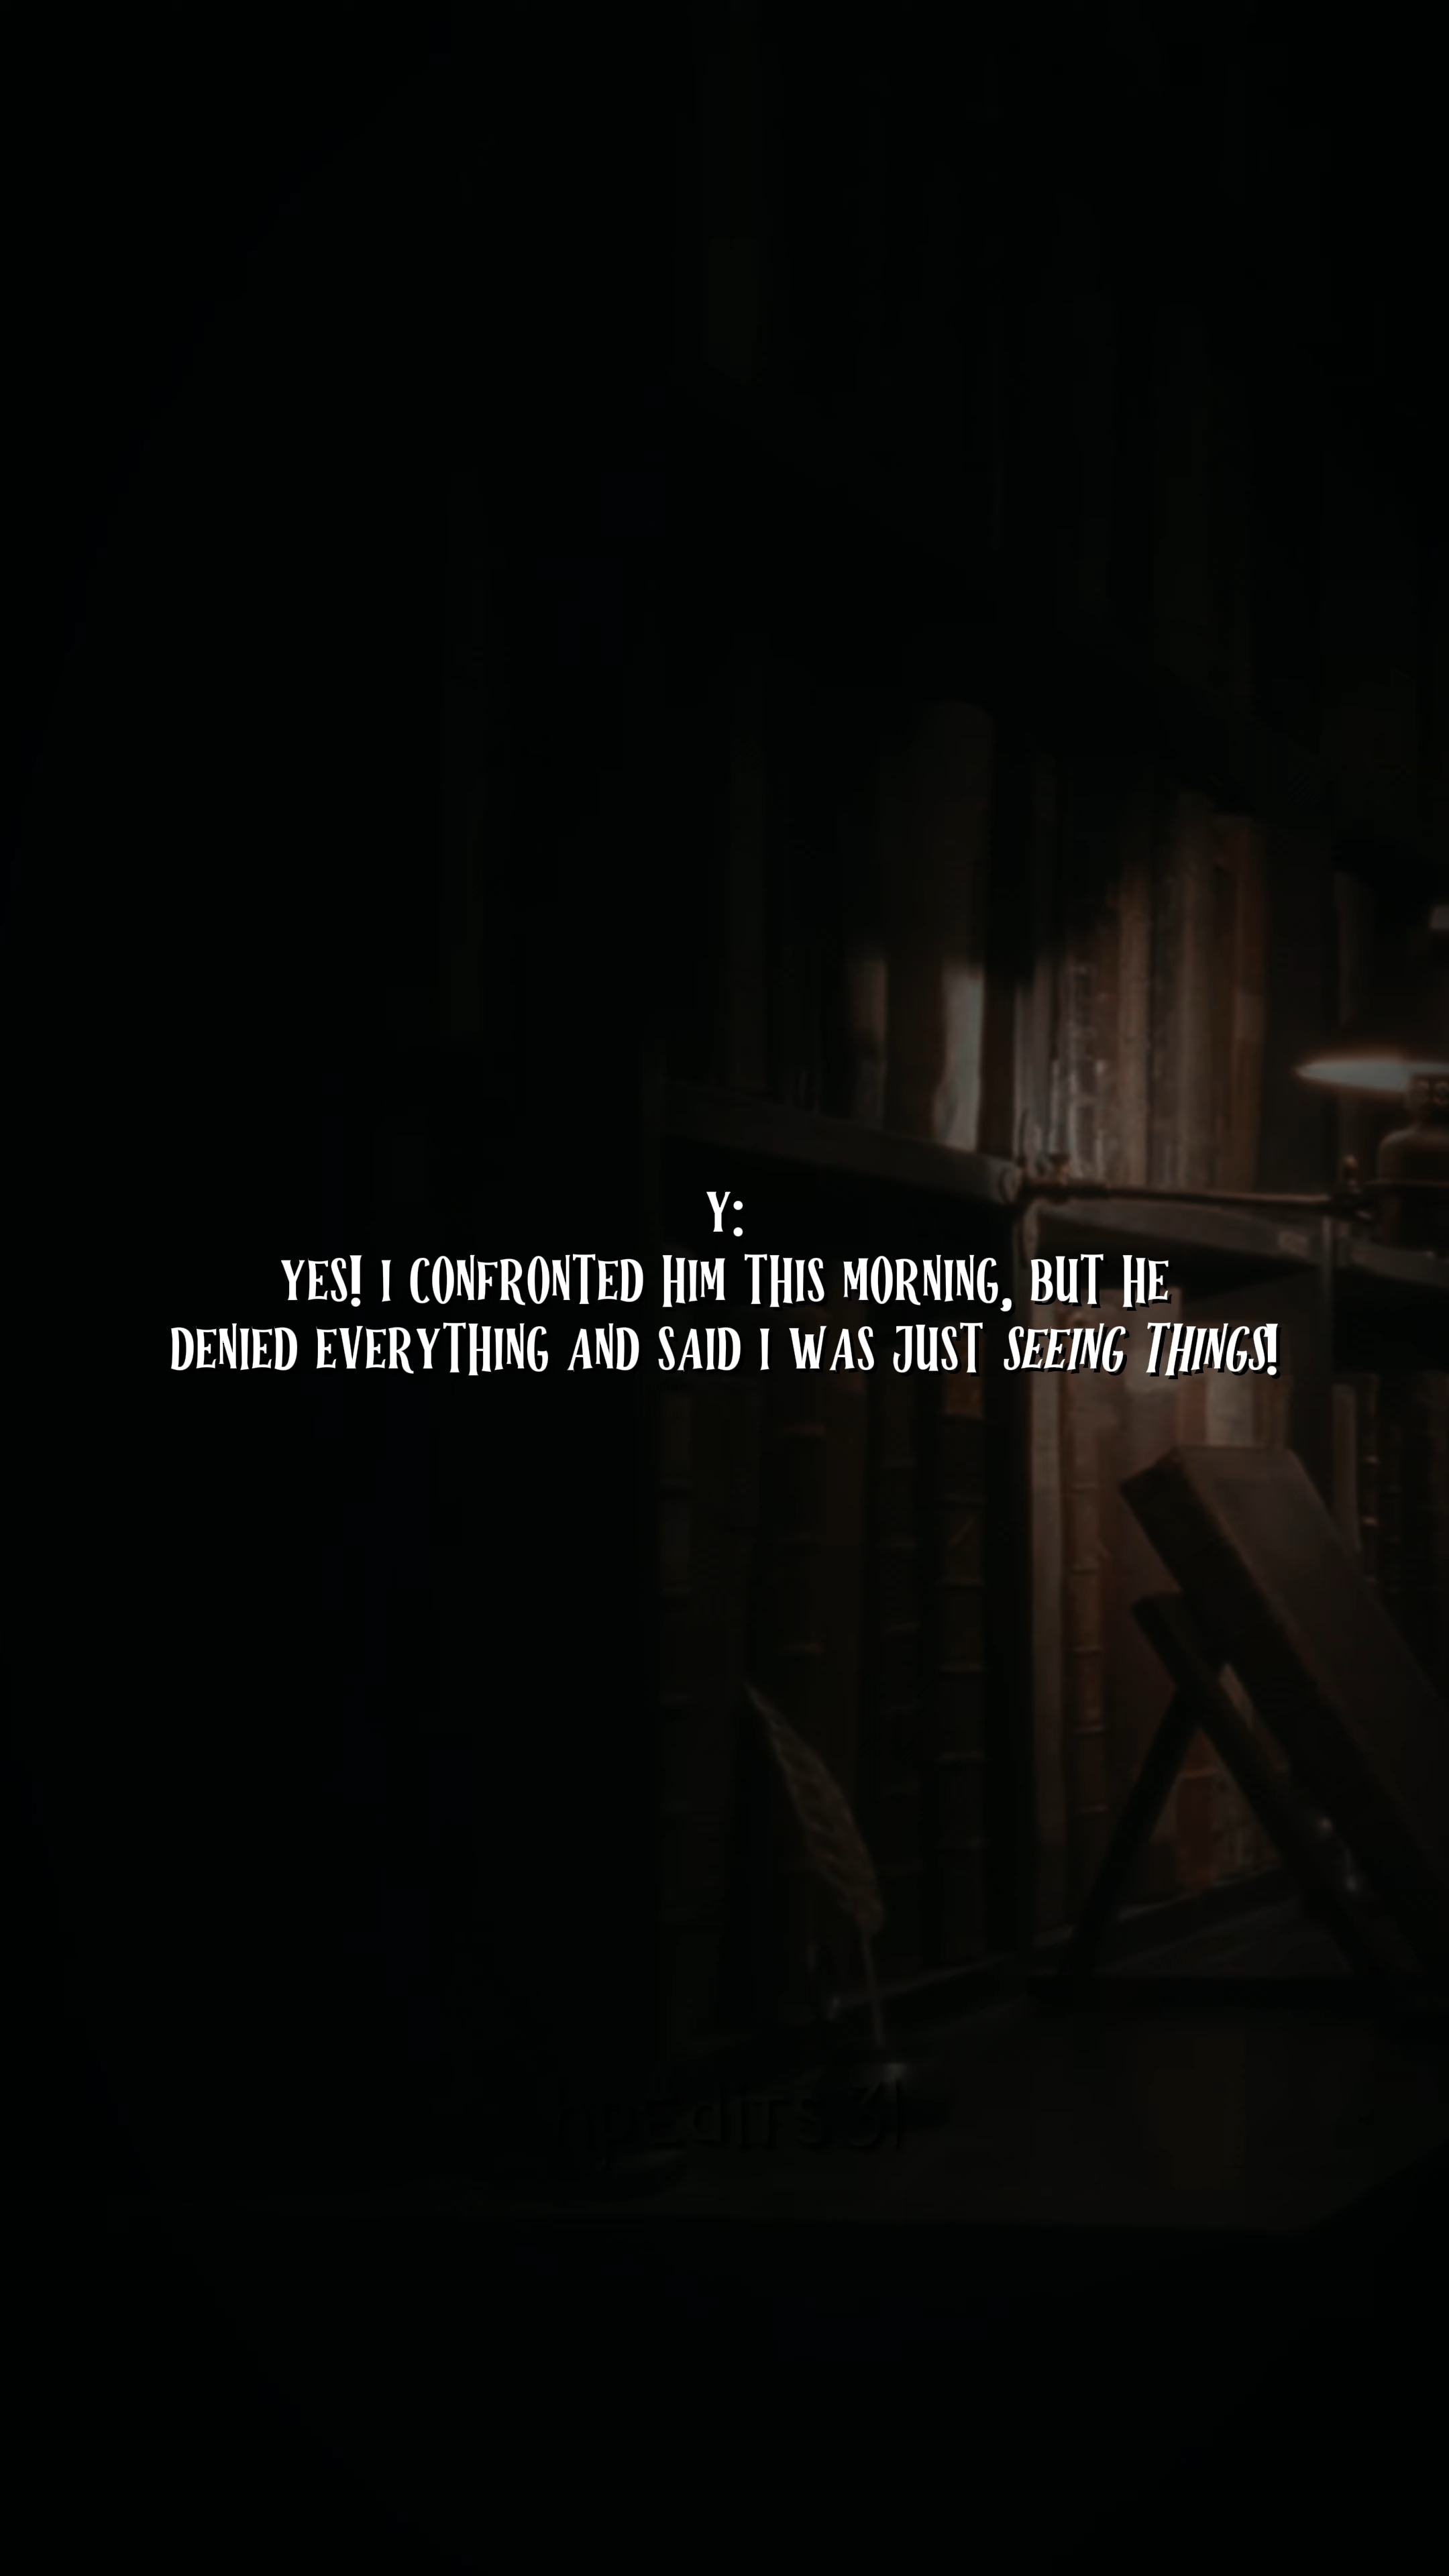 Y:
YES! I CONFRONTED HIM THIS MORNING, BUT HE
DENIED EVERYTHING AND SAID I WAS JUST SEEING THINGS!